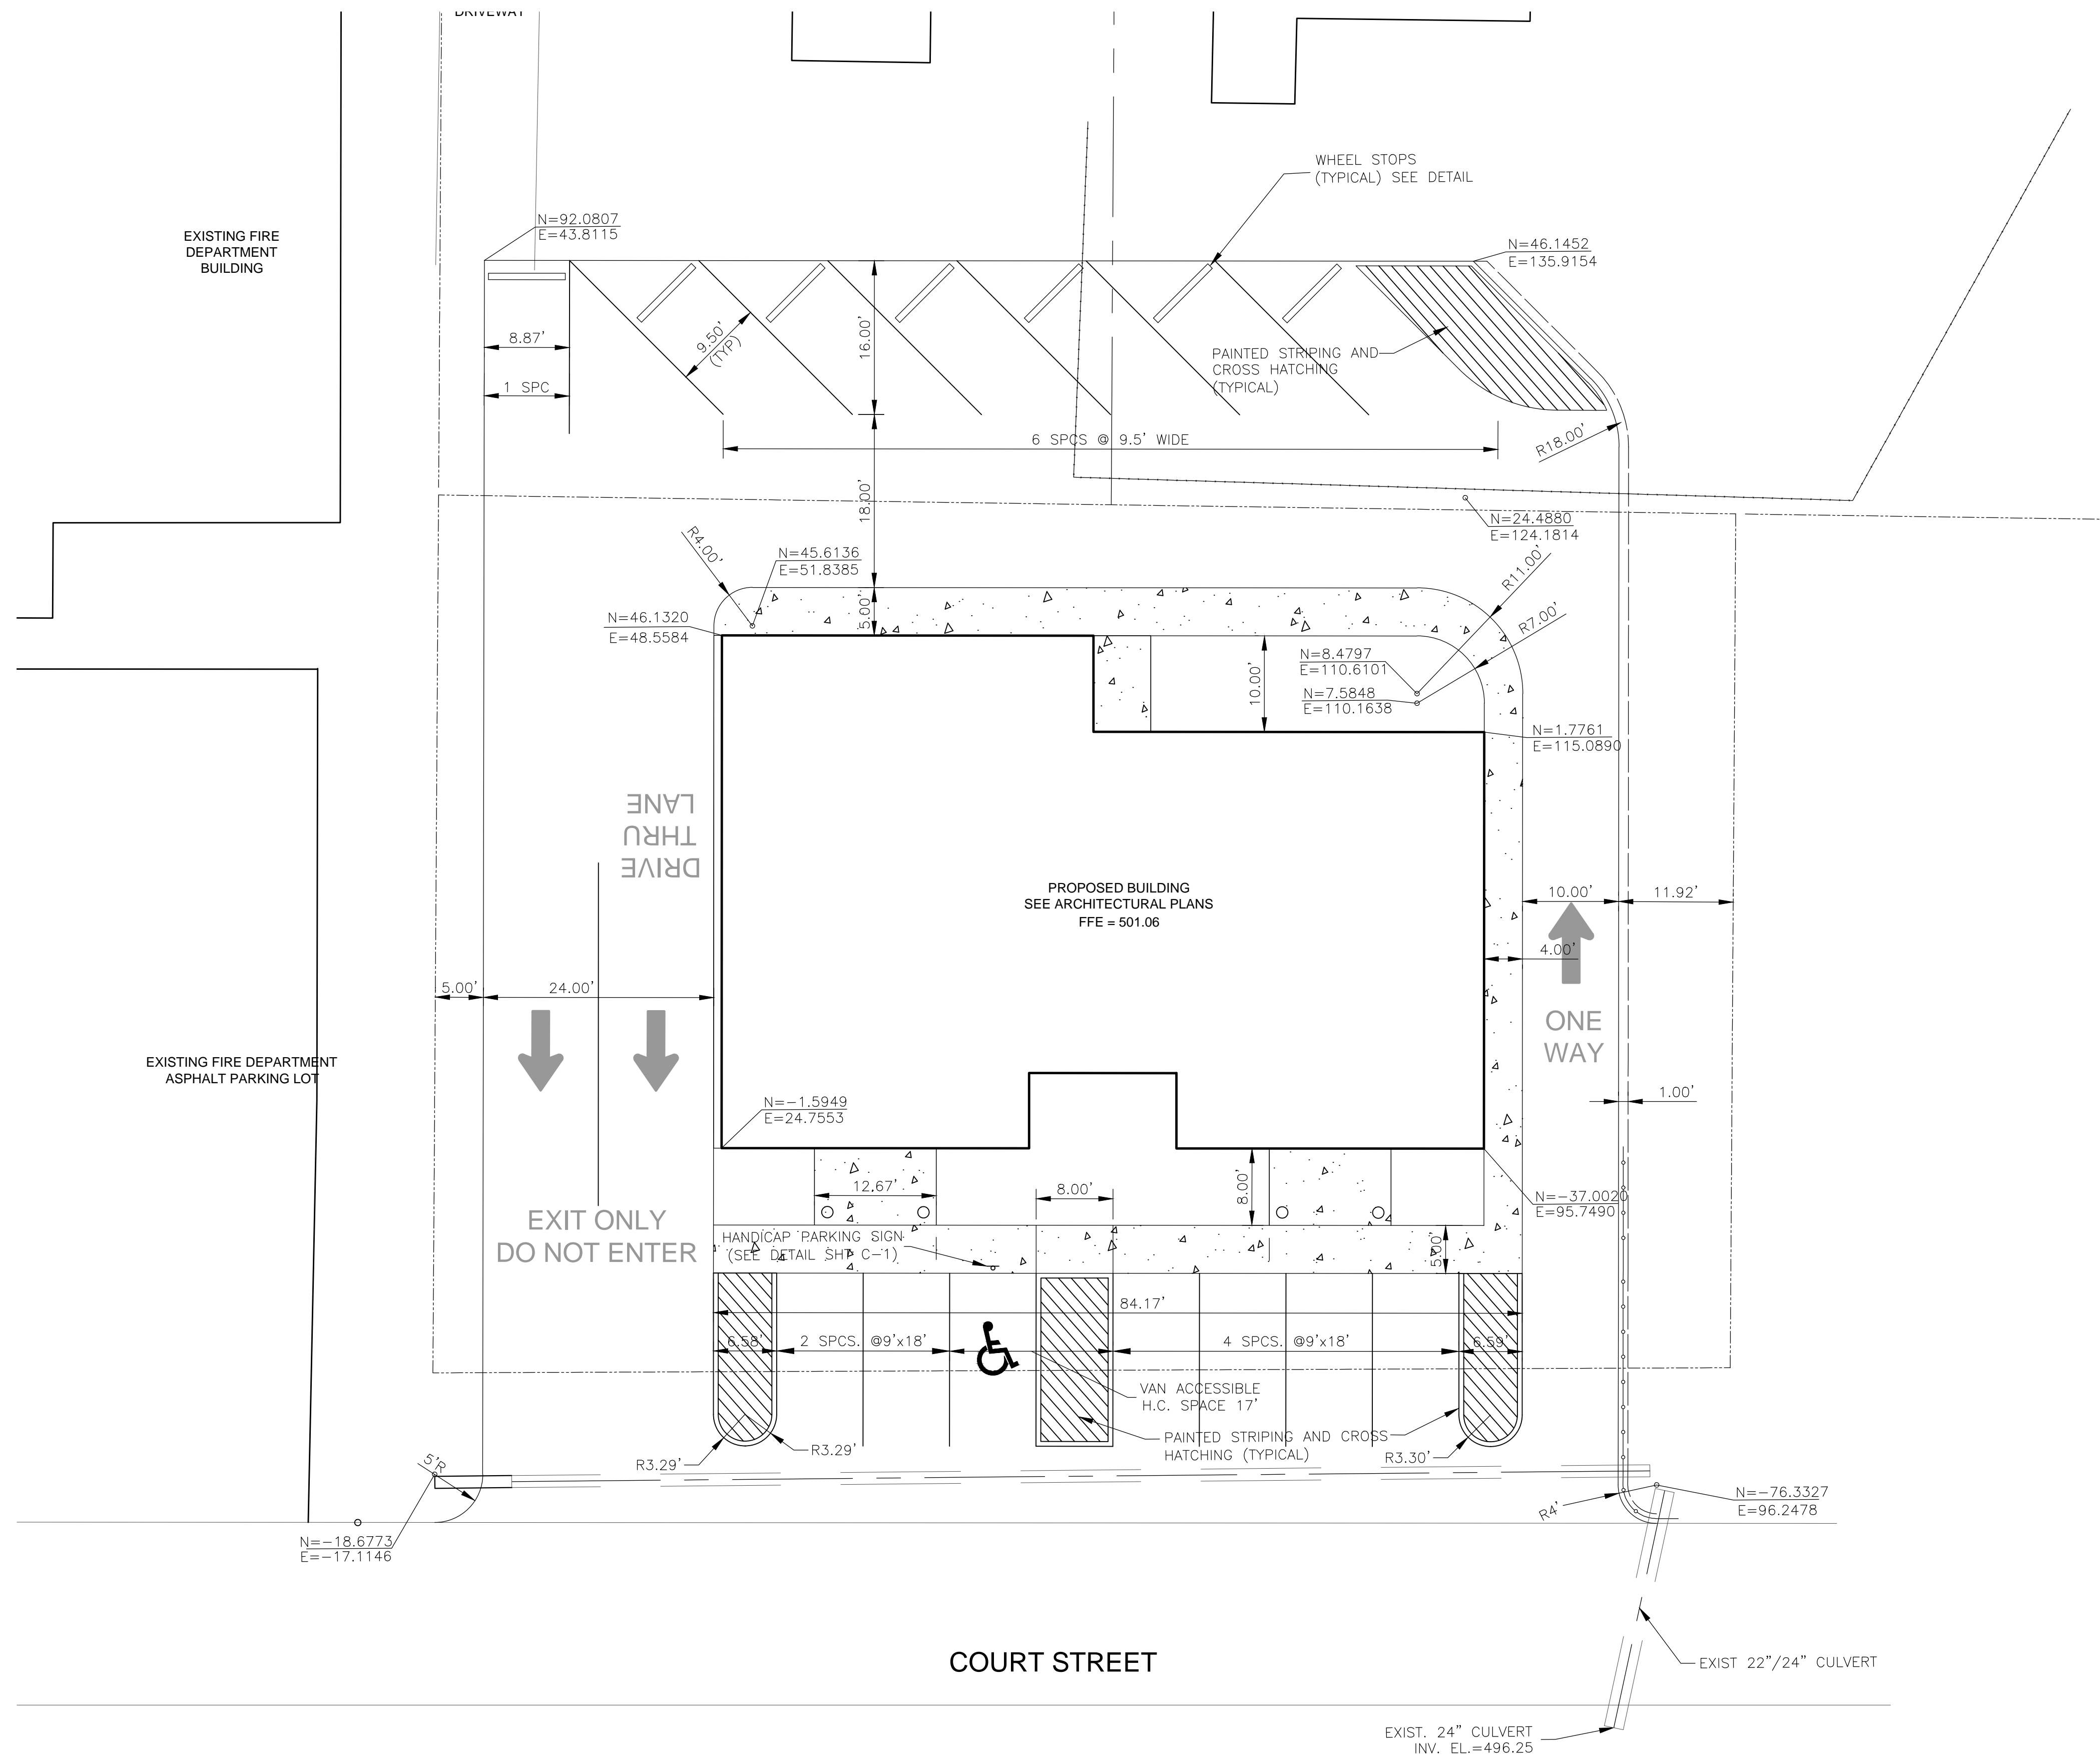 DRIVEWAY
WHEEL STOPS
(TYPICAL) SEE DETAIL
N=92.0807
E=43.8115
EXISTING FIRE
DEPARTMENT
BUILDING
N=46.1452
E=135.9154
8.87'
1 SPC
9.50'
(TYP)
16.00'
PAINTED STRIPING AND
CROSS HATCHING
(TYPICAL)
6 SPCS @ 9.5' WIDE
R18.00'
18.00'
N=24.4880
E=124.1814
R4.00'
N=45.6136
E=51.8385
R11.00'
5.00'
N=46.1320
E=48.5584
R7.00'
N=8.4797
E=110.6101
10.00'
N=7.5848
E=110.1638
N=1.7761
E=115.0890
DRIVE
THRU
LANE
PROPOSED BUILDING
SEE ARCHITECTURAL PLANS
FFE = 501.06
10.00'
11.92'
4.00'
5.00'
24.00'
ONE
WAY
EXISTING FIRE DEPARTMENT
ASPHALT PARKING LOT
1.00'
N=-1.5949
E=24.7553
12.67'
8.00'
8.00'
N=-37.0020
E=95.7490
EXIT ONLY
DO NOT ENTER
HANDICAP PARKING SIGN
(SEE DETAIL SHT C-1)
5.00'
84.17'
6.58'
2 SPCS. @9'x18'
4 SPCS. @9'x18'
6.59'
VAN ACCESSIBLE
H.C. SPACE 17'
PAINTED STRIPING AND CROSS
HATCHING (TYPICAL)
R3.29'
R3.29'
R3.30'
5'R
R4'
N=-76.3327
E=96.2478
N=-18.6773
E=-17.1146
COURT STREET
EXIST 22"/24" CULVERT
EXIST. 24" CULVERT
INV. EL.=496.25